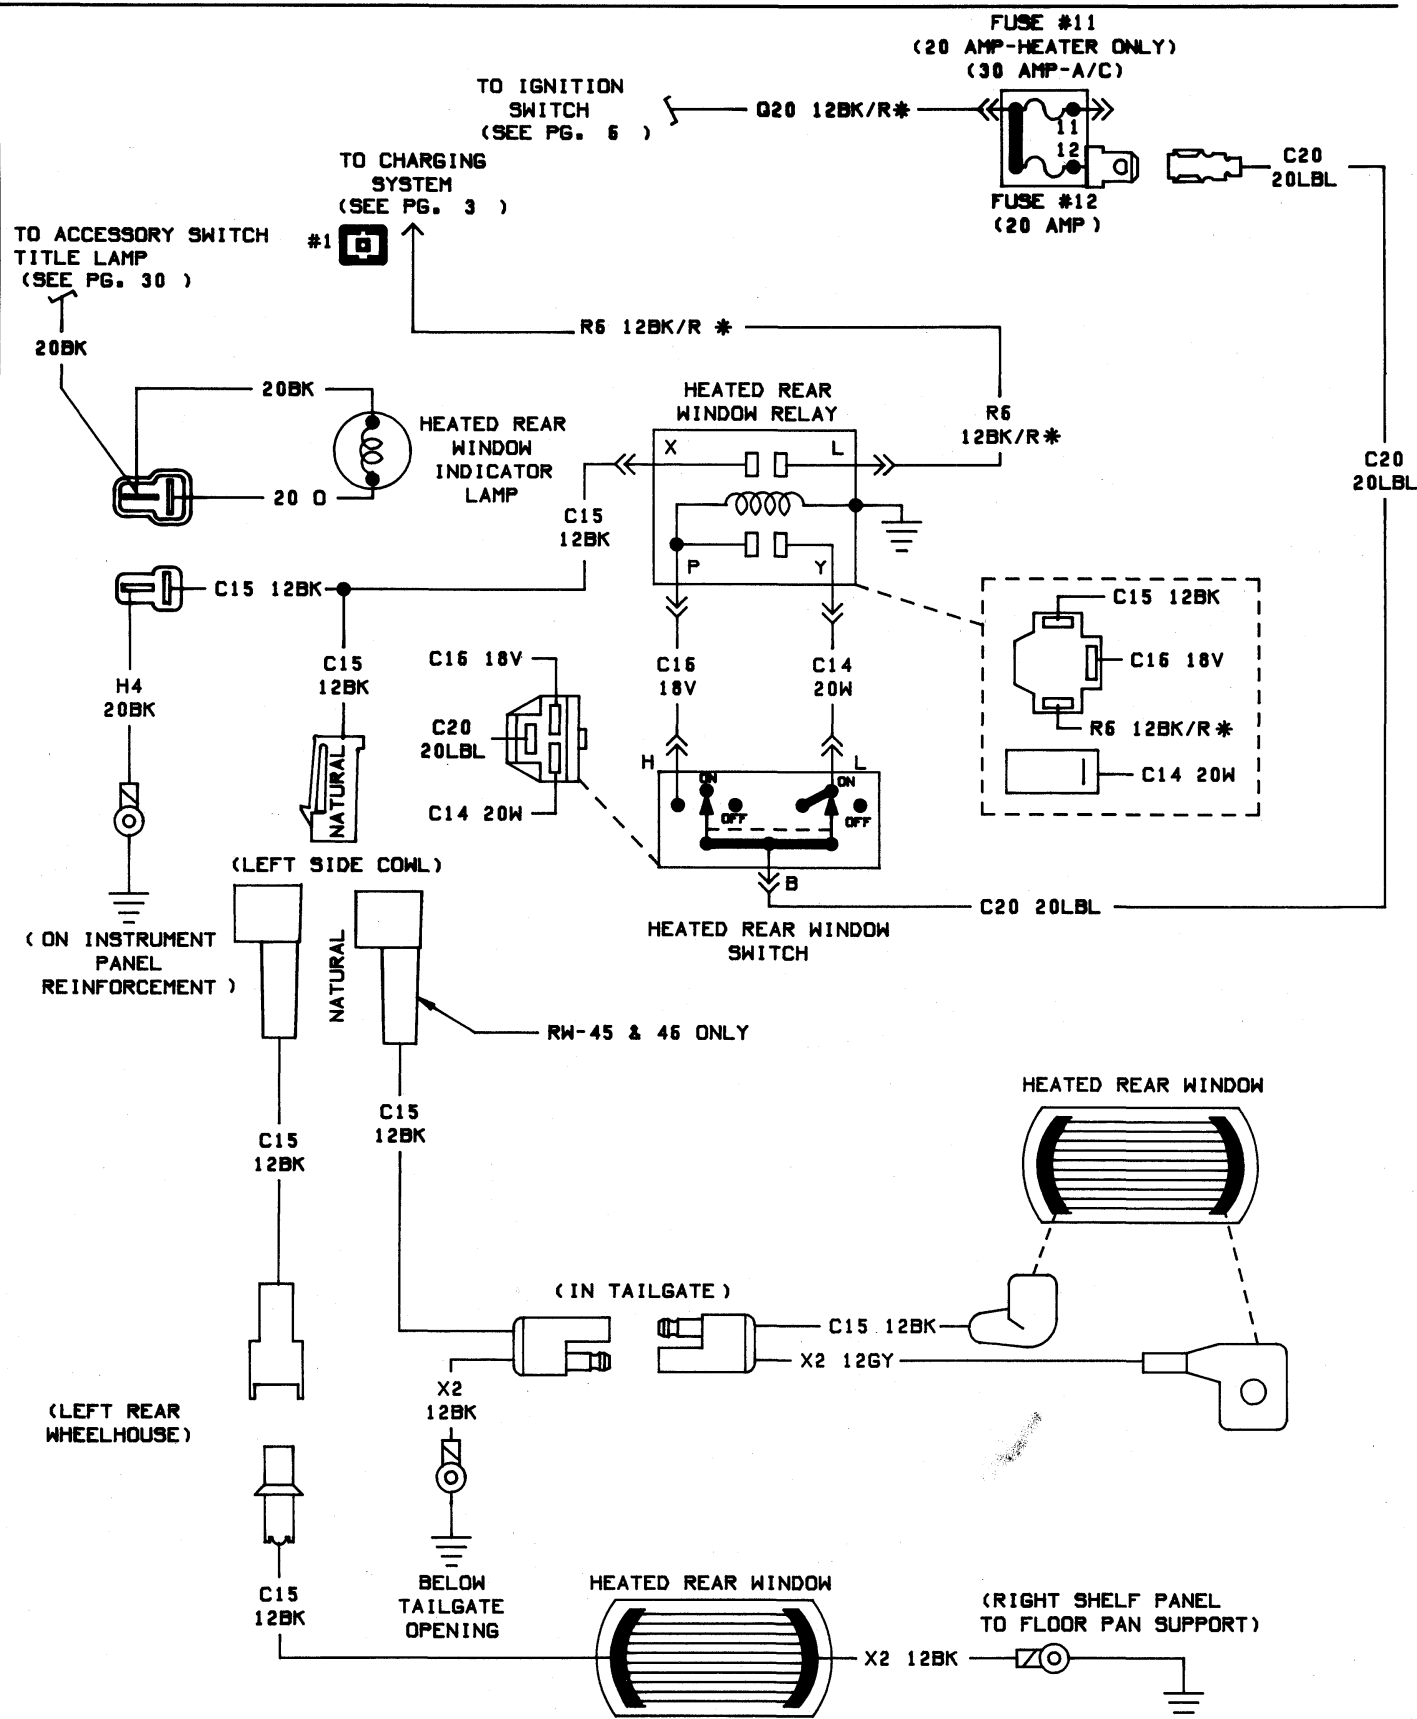 FUSE #11
(20 AMP-HEATER ONLY)
(30 AMP-A/C)
TO IGNITION
SWITCH
(SEE PG. 6 )
Q20 12BK/R*
11
12
C20
20LBL
FUSE #12
(20 AMP)
TO CHARGING
SYSTEM
(SEE PG. 3 )
#1
TO ACCESSORY SWITCH
TITLE LAMP
(SEE PG. 30 )
20BK
R6 12BK/R *
20BK
HEATED REAR
WINDOW
INDICATOR
LAMP
20 O
HEATED REAR
WINDOW RELAY
X
L
P
Y
R6
12BK/R*
C20
20LBL
C15
12BK
C15 12BK
H4
20BK
C15
12BK
NATURAL
C16 18V
C20
20LBL
C14 20W
C16
18V
C14
20W
H
L
ON
OFF
ON
OFF
B
C15 12BK
C16 18V
R6 12BK/R*
C14 20W
C20 20LBL
HEATED REAR WINDOW
SWITCH
(LEFT SIDE COWL)
(ON INSTRUMENT
PANEL
REINFORCEMENT)
NATURAL
RW-45 & 46 ONLY
C15
12BK
C15
12BK
HEATED REAR WINDOW
(IN TAILGATE)
C15 12BK
X2 12GY
X2
12BK
(LEFT REAR
WHEELHOUSE)
BELOW
TAILGATE
OPENING
C15
12BK
HEATED REAR WINDOW
X2 12BK
(RIGHT SHELF PANEL
TO FLOOR PAN SUPPORT)